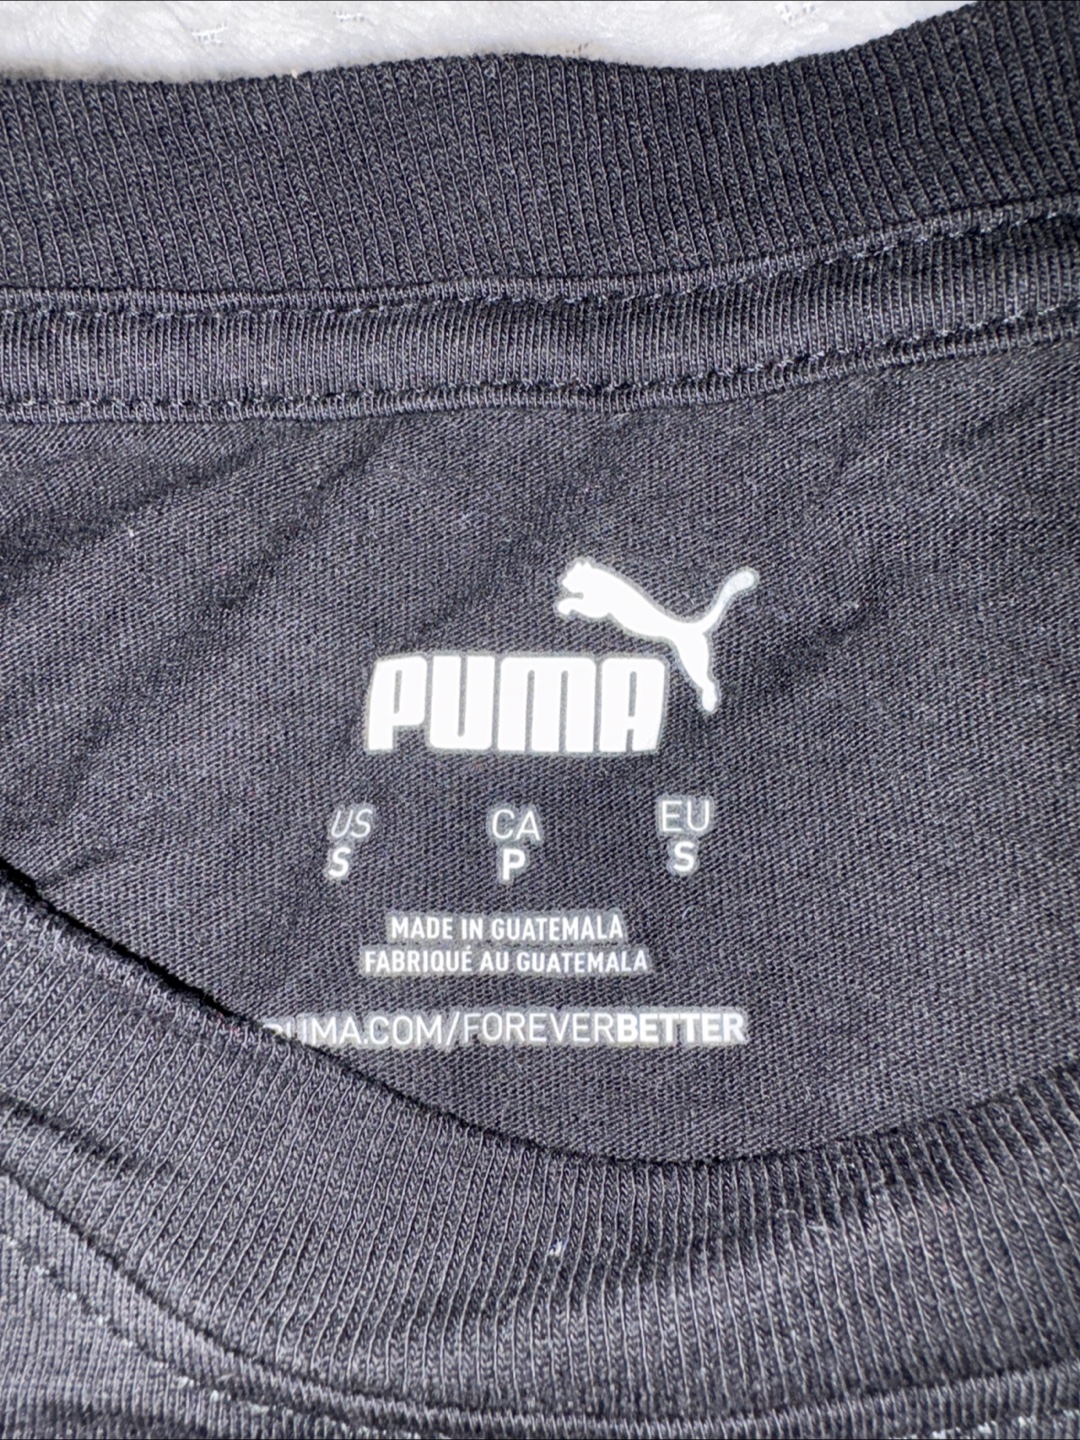 PUMA
US CA EU
S P S
MADE IN GUATEMALA
FABRIQUÉ AU GUATEMALA
PUMA.COM/FOREVERBETTER